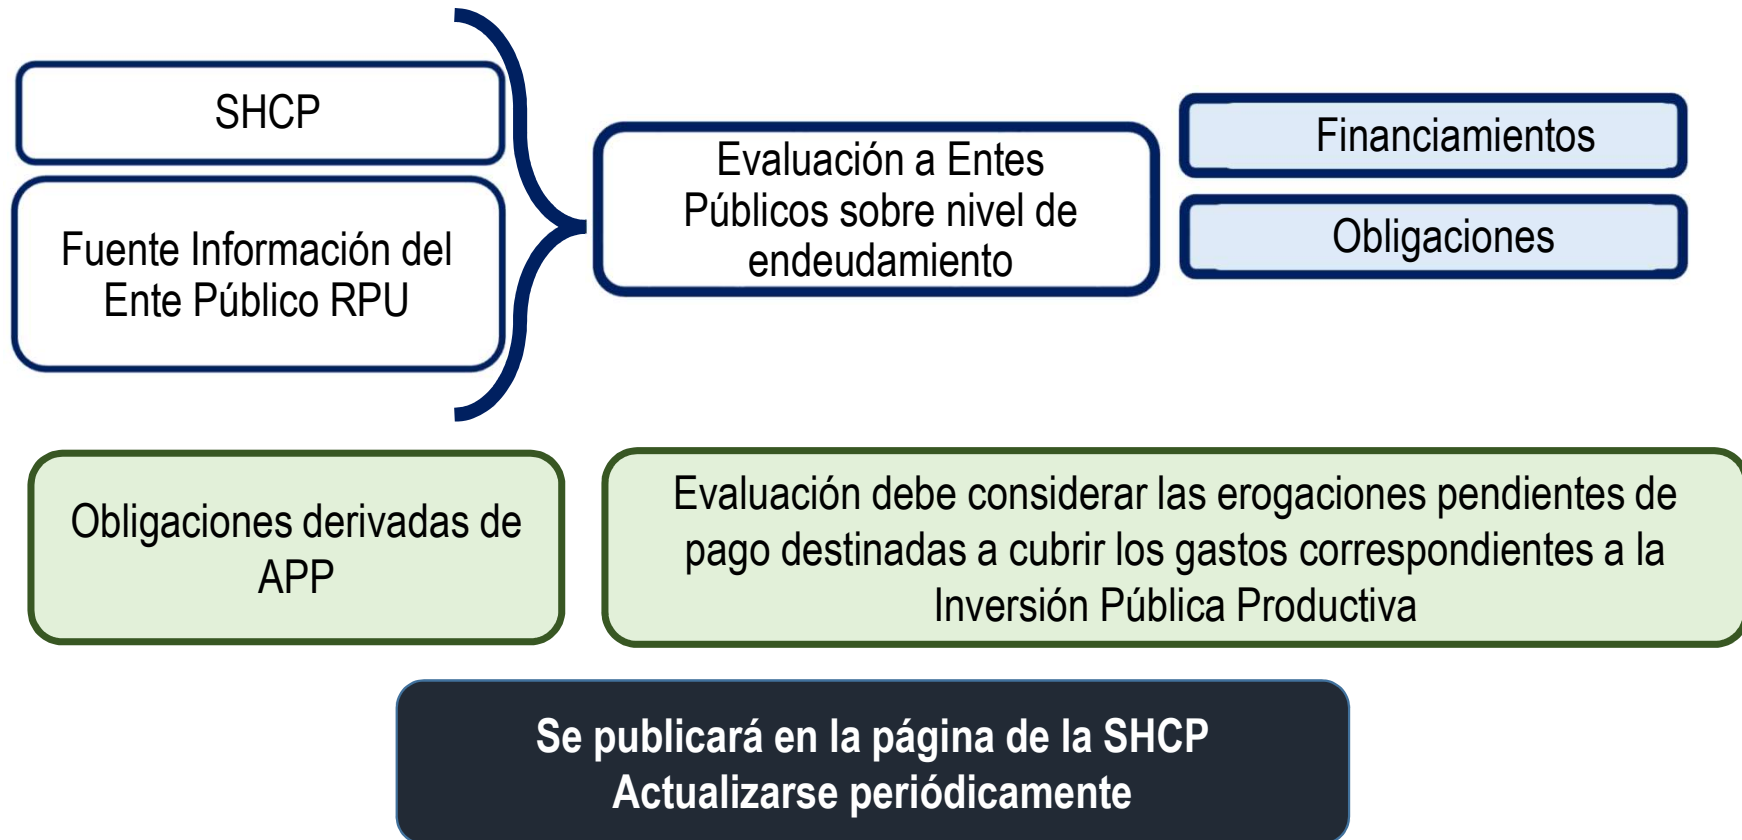 SHCP
Fuente Información del
Ente Público RPU
Evaluación a Entes
Públicos sobre nivel de
endeudamiento
Financiamientos
Obligaciones
Obligaciones derivadas de
APP
Evaluación debe considerar las erogaciones pendientes de
pago destinadas a cubrir los gastos correspondientes a la
Inversión Pública Productiva
Se publicará en la página de la SHCP
Actualizarse periódicamente